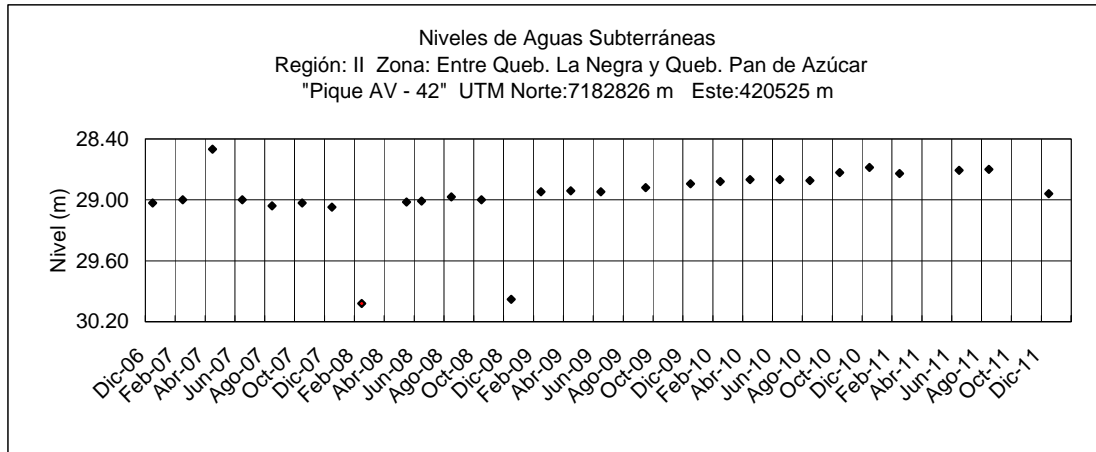 Niveles de Aguas Subterráneas
Región: II Zona: Entre Queb. La Negra y Queb. Pan de Azúcar
"Pique AV - 42" UTM Norte:7182826 m Este:420525 m
Nivel (m)
28.40
29.00
29.60
30.20
Dic-06
Feb-07
Abr-07
Jun-07
Ago-07
Oct-07
Dic-07
Feb-08
Abr-08
Jun-08
Ago-08
Oct-08
Dic-08
Feb-09
Abr-09
Jun-09
Ago-09
Oct-09
Dic-09
Feb-10
Abr-10
Jun-10
Ago-10
Oct-10
Dic-10
Feb-11
Abr-11
Jun-11
Ago-11
Oct-11
Dic-11